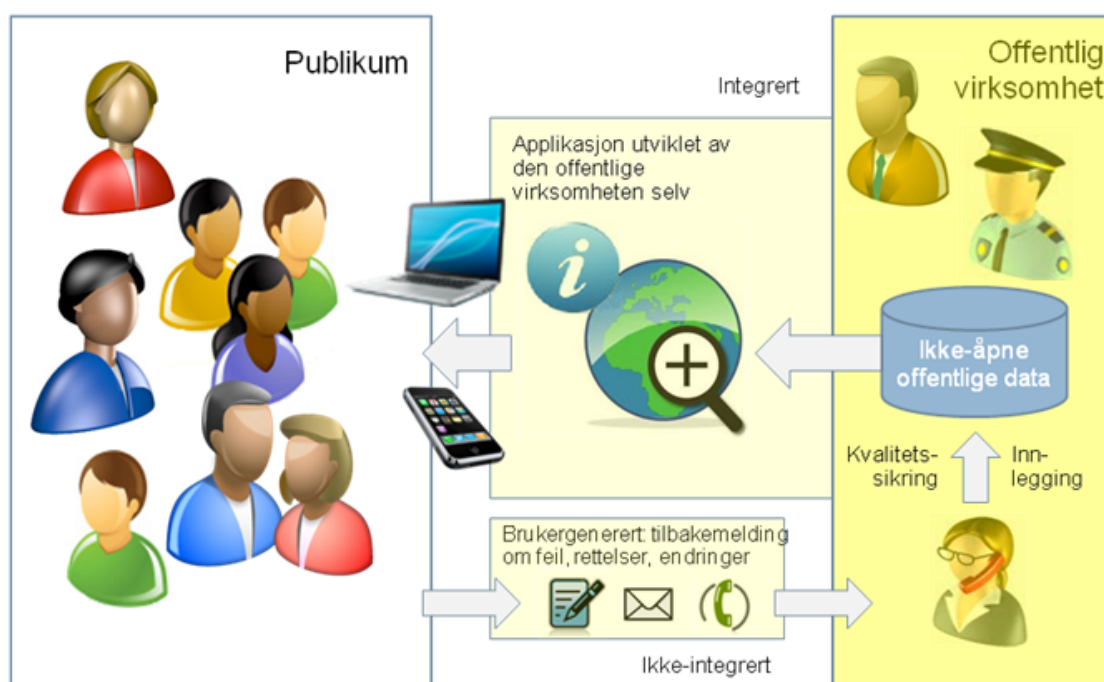 Publikum
Integrert
Offentlig
virksomhet
Applikasjon utviklet av
den offentlige
virksomheten selv
Ikke-åpne
offentlige data
Kvalitets-
sikring
Inn-
legging
Brukergenerert: tilbakemelding
om feil, rettelser, endringer
Ikke-integrert